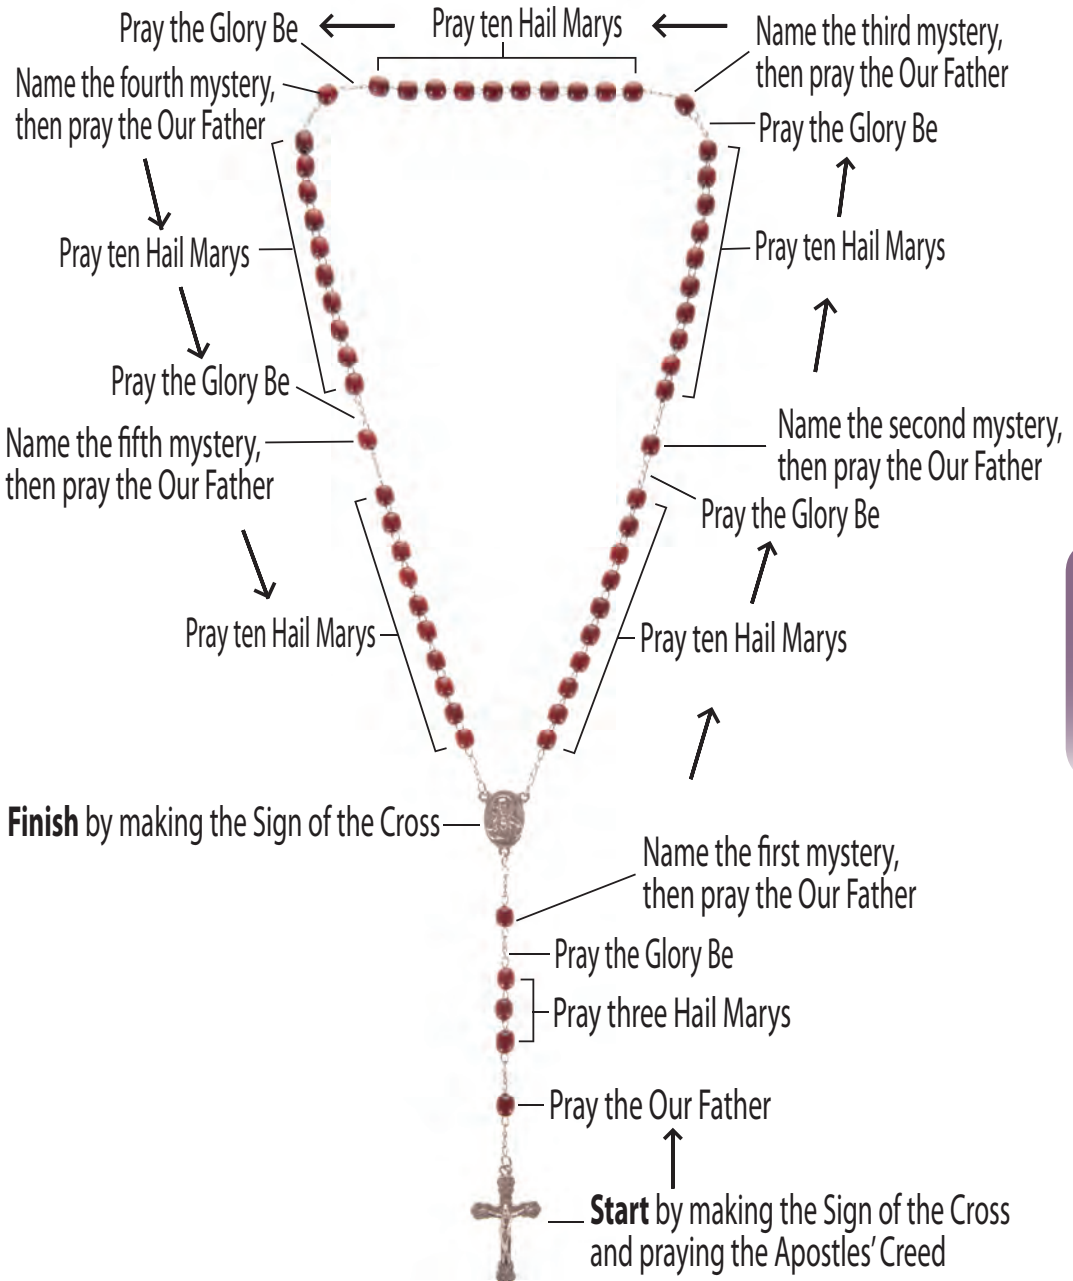 Pray the Glory Be
Pray ten Hail Marys
Name the third mystery,
then pray the Our Father
Name the fourth mystery,
then pray the Our Father
Pray the Glory Be
Pray ten Hail Marys
Pray ten Hail Marys
Pray the Glory Be
Name the fifth mystery,
then pray the Our Father
Name the second mystery,
then pray the Our Father
Pray the Glory Be
Pray ten Hail Marys
Pray ten Hail Marys
Finish by making the Sign of the Cross
Name the first mystery,
then pray the Our Father
Pray the Glory Be
Pray three Hail Marys
Pray the Our Father
Start by making the Sign of the Cross
and praying the Apostles' Creed